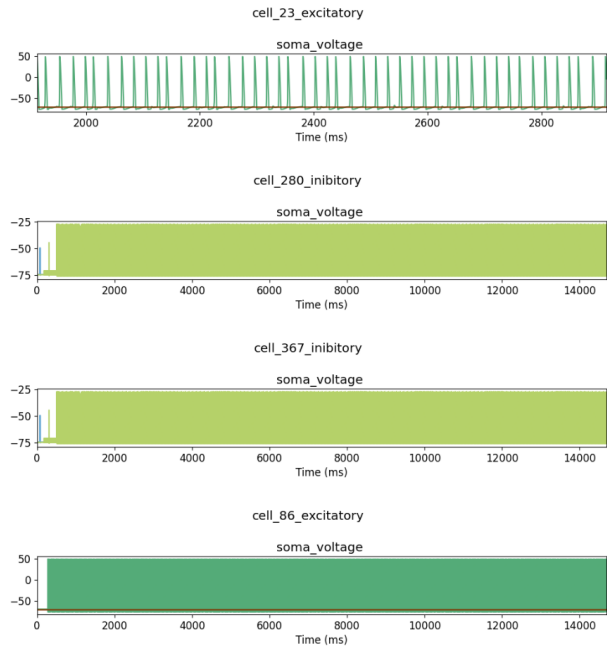 cell_23_excitatory
soma_voltage
50
0
−50
2000 2200 2400 2600 2800
Time (ms)
cell_280_inibitory
soma_voltage
−25
−50
−75
0 2000 4000 6000 8000 10000 12000 14000
Time (ms)
cell_367_inibitory
soma_voltage
−25
−50
−75
0 2000 4000 6000 8000 10000 12000 14000
Time (ms)
cell_86_excitatory
soma_voltage
50
0
−50
0 2000 4000 6000 8000 10000 12000 14000
Time (ms)